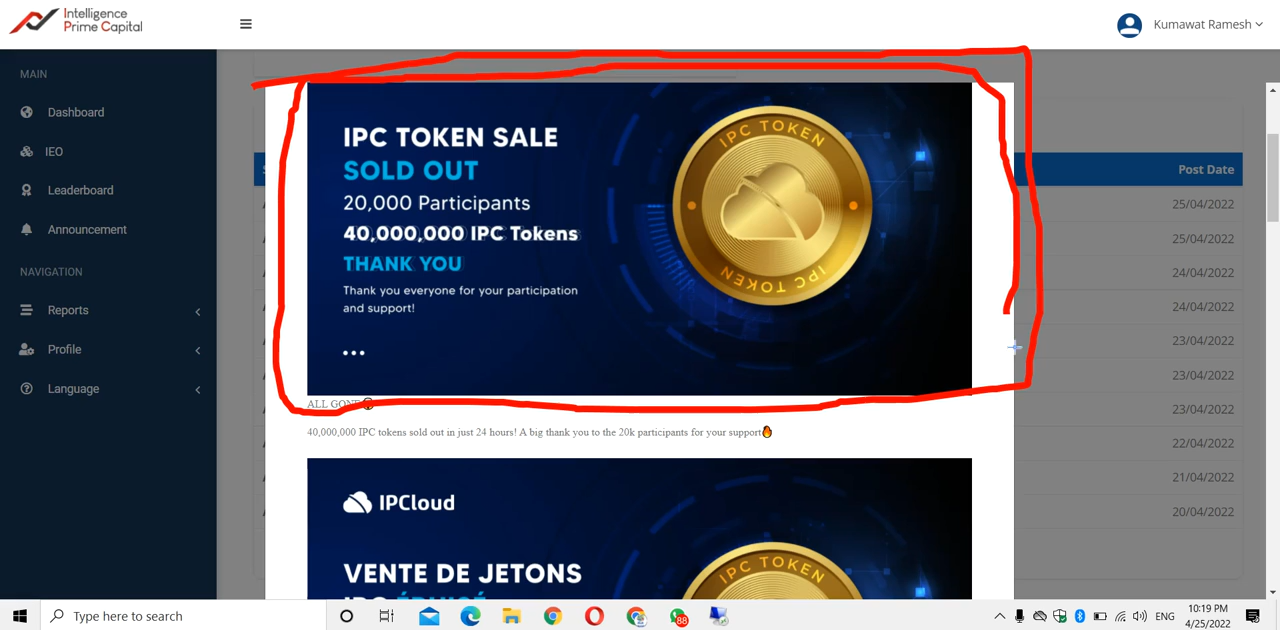 Intelligence
Prime Capital
Kumawat Ramesh
MAIN
Dashboard
IEO
Leaderboard
Announcement
NAVIGATION
Reports
Profile
Language
IPC TOKEN SALE
SOLD OUT
20,000 Participants
40,000,000 IPC Tokens
THANK YOU
Thank you everyone for your participation
and support!
IPC TOKEN
IPC TOKEN
ALL GONE
40,000,000 IPC tokens sold out in just 24 hours! A big thank you to the 20k participants for your support
IPCloud
VENTE DE JETONS
IPC ÉPUISÉ
IPC TOKEN
Post Date
25/04/2022
25/04/2022
24/04/2022
24/04/2022
23/04/2022
23/04/2022
23/04/2022
22/04/2022
21/04/2022
20/04/2022
Type here to search
88
ENG
10:19 PM
4/25/2022